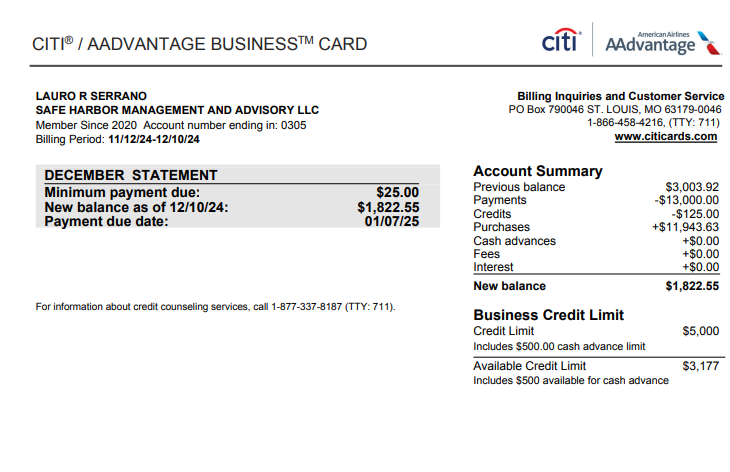 CITI® / AADVANTAGE BUSINESS™ CARD
citi®
American Airlines
AAdvantage
LAURO R SERRANO
SAFE HARBOR MANAGEMENT AND ADVISORY LLC
Member Since 2020 Account number ending in: 0305
Billing Period: 11/12/24-12/10/24
Billing Inquiries and Customer Service
PO Box 790046 ST. LOUIS, MO 63179-0046
1-866-458-4216, (TTY: 711)
www.citicards.com
DECEMBER STATEMENT
Minimum payment due: $25.00
New balance as of 12/10/24: $1,822.55
Payment due date: 01/07/25
For information about credit counseling services, call 1-877-337-8187 (TTY: 711).
Account Summary
Previous balance $3,003.92
Payments -$13,000.00
Credits -$125.00
Purchases +$11,943.63
Cash advances +$0.00
Fees +$0.00
Interest +$0.00
New balance $1,822.55
Business Credit Limit
Credit Limit $5,000
Includes $500.00 cash advance limit
Available Credit Limit $3,177
Includes $500 available for cash advance